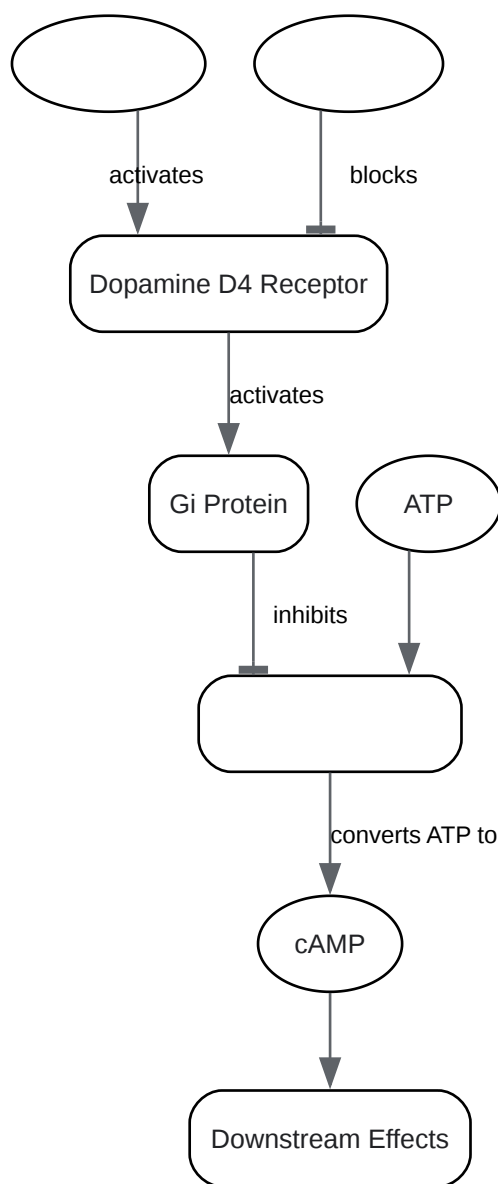 activates
blocks
Dopamine D4 Receptor
activates
Gi Protein
ATP
inhibits
converts ATP to
cAMP
Downstream Effects